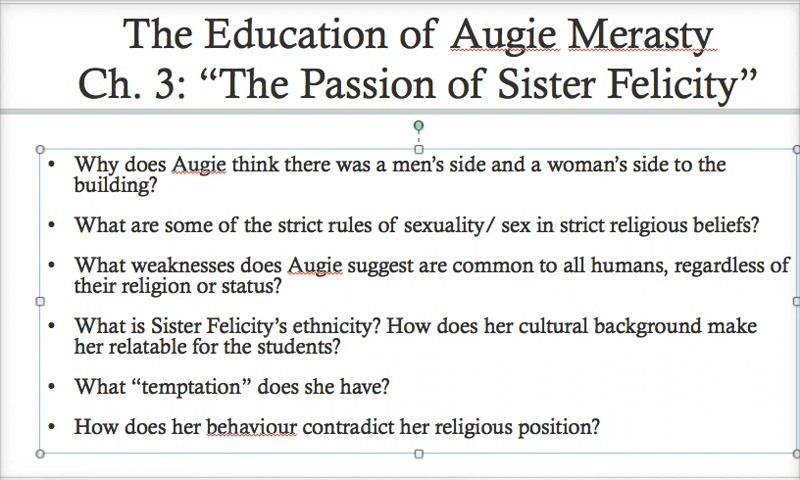 The Education of Augie Merasty
Ch. 3: “The Passion of Sister Felicity”
• Why does Augie think there was a men’s side and a woman’s side to the
building?
• What are some of the strict rules of sexuality/ sex in strict religious beliefs?
• What weaknesses does Augie suggest are common to all humans, regardless of
their religion or status?
• What is Sister Felicity’s ethnicity? How does her cultural background make
her relatable for the students?
• What “temptation” does she have?
• How does her behaviour contradict her religious position?